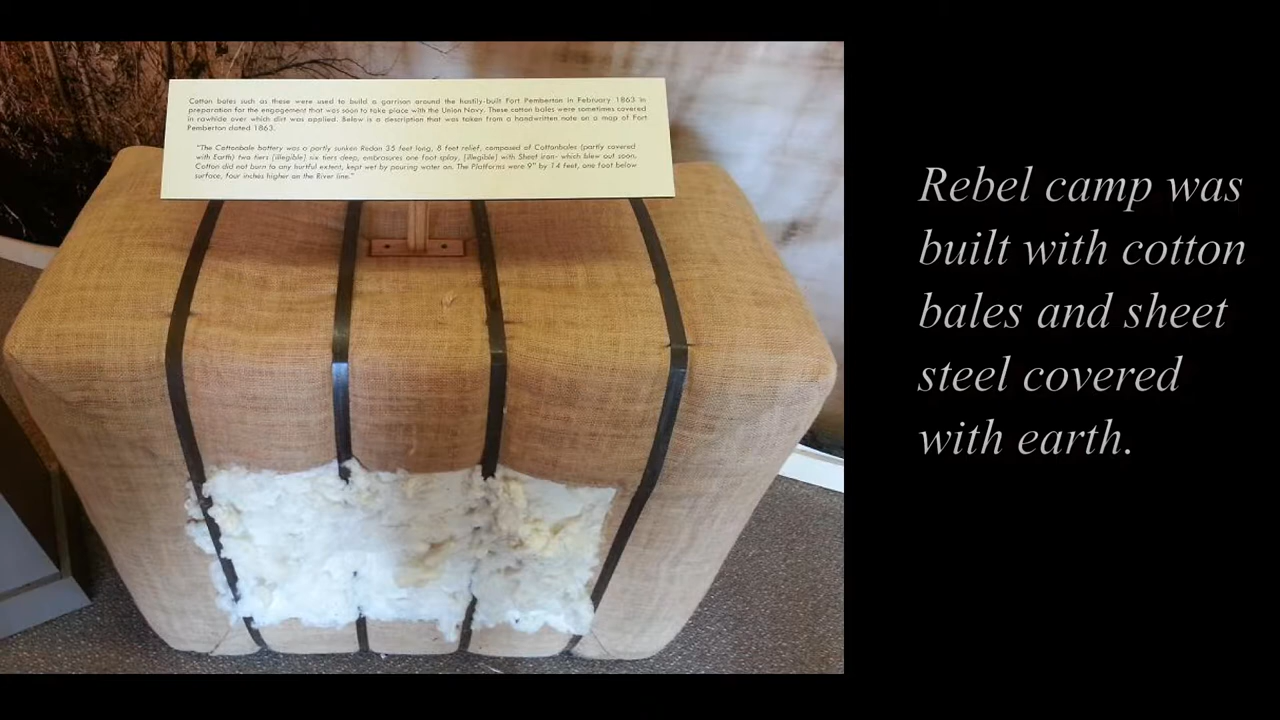 Cotton bales such as these were used to build a garrison around the hastily-built Fort Pemberton in February 1863 in
preparation for the engagement that was soon to take place with the Union Navy. These cotton bales were sometimes covered
in rawhide over which dirt was applied. Below is a description that was taken from a handwritten note on a map of Fort
Pemberton dated 1863.
"The Cottonbale battery was a partly sunken Redan 35 feet long, 8 foot relief, composed of Cottonbales (partly covered
with Earth) two tiers [illegible] six tiers deep, embrasures one foot splay, [illegible] with Sheet iron- which blew out soon,
Cotton did not burn to any hurtful extent, kept wet by pouring water on. The Platforms were 9" by 14 feet, one foot below
surface, four inches higher on the River line."
Rebel camp was
built with cotton
bales and sheet
steel covered
with earth.